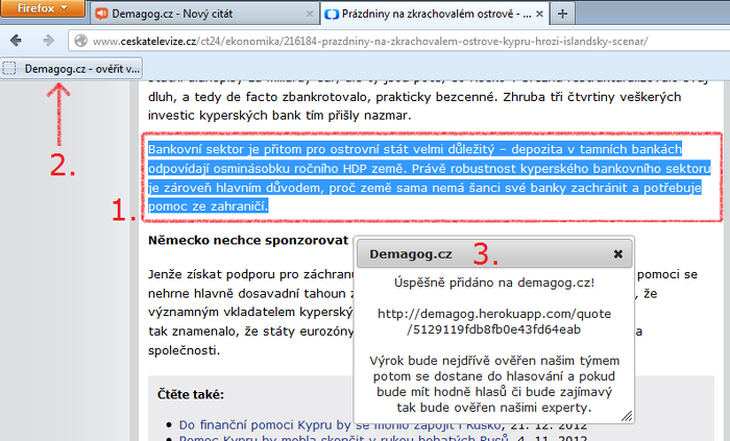 Firefox
Demagog.cz - Nový citát
Prázdniny na zkrachovalém ostrově - ...
www.ceskatelevize.cz/ct24/ekonomika/216184-prazdniny-na-zkrachovalem-ostrove-kypru-hrozi-islandsky-scenar/
Demagog.cz - ověřit v...
dluh, a tedy de facto zbankrotovalo, prakticky bezcenné. Zhruba tři čtvrtiny veškerých
investic kyperských bank tím přišly nazmar.
Bankovní sektor je přitom pro ostrovní stát velmi důležitý – depozita v tamních bankách
odpovídají osminásobku ročního HDP země. Právě robustnost kyperského bankovního sektoru
je zároveň hlavním důvodem, proč země sama nemá šanci své banky zachránit a potřebuje
pomoc ze zahraničí.
1.
2.
3.
Německo nechce sponzorovat
Jenže získat podporu pro záchranu
pomoci se
nehrne hlavně dosavadní tahoun
že
významným vkladatelem kyperský
tak znamenalo, že státy eurozóny
a
společnosti.
Demagog.cz
Úspěšně přidáno na demagog.cz!
http://demagog.herokuapp.com/quote
/5129119fdb8fb0e43fd64eab
Výrok bude nejdříve ověřen našim týmem
potom se dostane do hlasování a pokud
bude mít hodně hlasů či bude zajímavý
tak bude ověřen našimi experty.
Čtěte také:
Do finanční pomoci Kypru by se mohlo zapojit i Rusko, 21. 12. 2012
Pomoc Kypru by mohla skončit v rukou bohatých Rusů, 4. 11. 2012